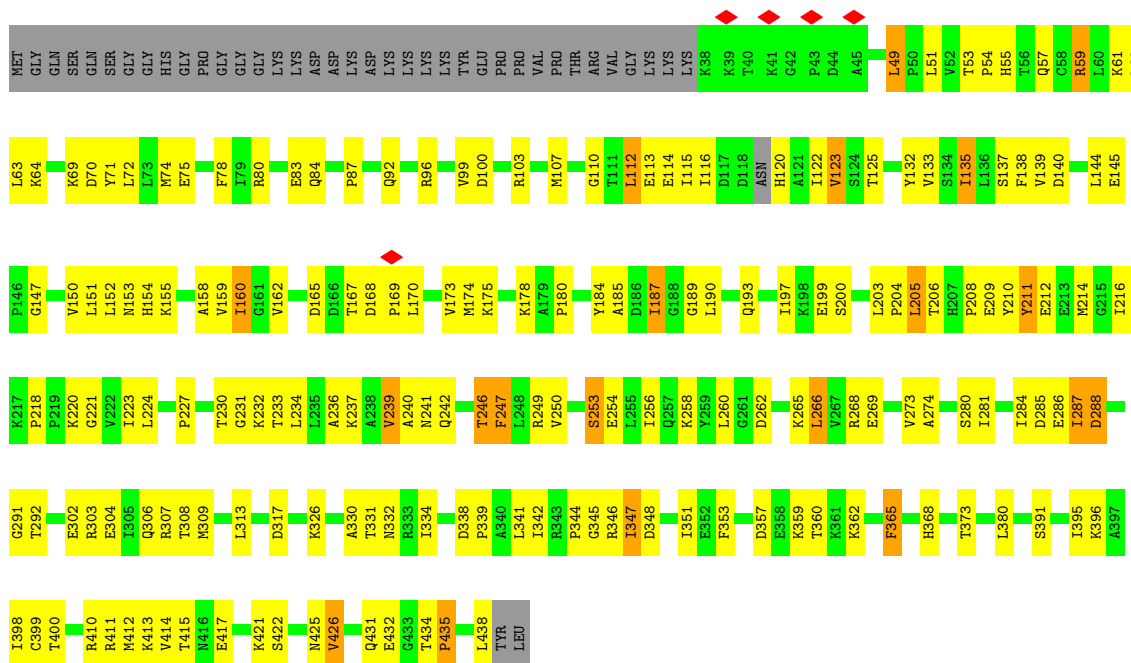 MET GLY GLN SER GLN SER GLY GLY HIS GLY PRO GLY GLY GLY LYS LYS ASP ASP LYS ASP LYS LYS LYS LYS TYR GLU PRO PRO VAL PRO THR ARG VAL GLY LYS LYS LYS K38 K39 T40 K41 G42 P43 D44 A45 L49 P50 L51 V52 T53 P54 H55 T56 Q57 C58 R59 L60 K61
L63 K64 K69 D70 Y71 L72 L73 M74 E75 F78 I79 R80 E83 Q84 P87 Q92 R96 V99 D100 R103 M107 G110 T111 L112 E113 E114 I115 I116 D117 D118 ASN H120 A121 I122 V123 S124 T125 Y132 V133 S134 I135 L136 S137 F138 V139 D140 L144 E145
P146 G147 V150 L151 L152 N153 H154 K155 A158 V159 I160 G161 V162 D165 D166 T167 D168 P169 L170 V173 M174 K175 K178 A179 P180 Y184 A185 D186 I187 G188 G189 L190 Q193 I197 K198 E199 S200 L203 P204 L205 T206 H207 P208 E209 Y210 Y211 E212 E213 M214 G215 I216
K217 P218 P219 K220 G221 V222 I223 L224 P227 T230 G231 K232 T233 L234 L235 A236 K237 A238 V239 A240 N241 Q242 T246 F247 L248 R249 V250 S253 E254 L255 I256 Q257 K258 Y259 L260 G261 D262 K265 L266 V267 R268 E269 V273 A274 S280 I281 I284 D285 E286 I287 D288
G291 T292 E302 R303 E304 I305 Q306 R307 T308 M309 L313 D317 K326 A330 T331 N332 R333 I334 D338 P339 A340 L341 I342 R343 P344 G345 R346 I347 D348 I351 E352 F353 D357 E358 K359 T360 K361 K362 F365 H368 T373 L380 S391 I395 K396 A397
I398 C399 T400 R410 R411 M412 K413 V414 T415 N416 E417 K421 S422 N425 V426 Q431 E432 G433 T434 P435 L438 TYR LEU